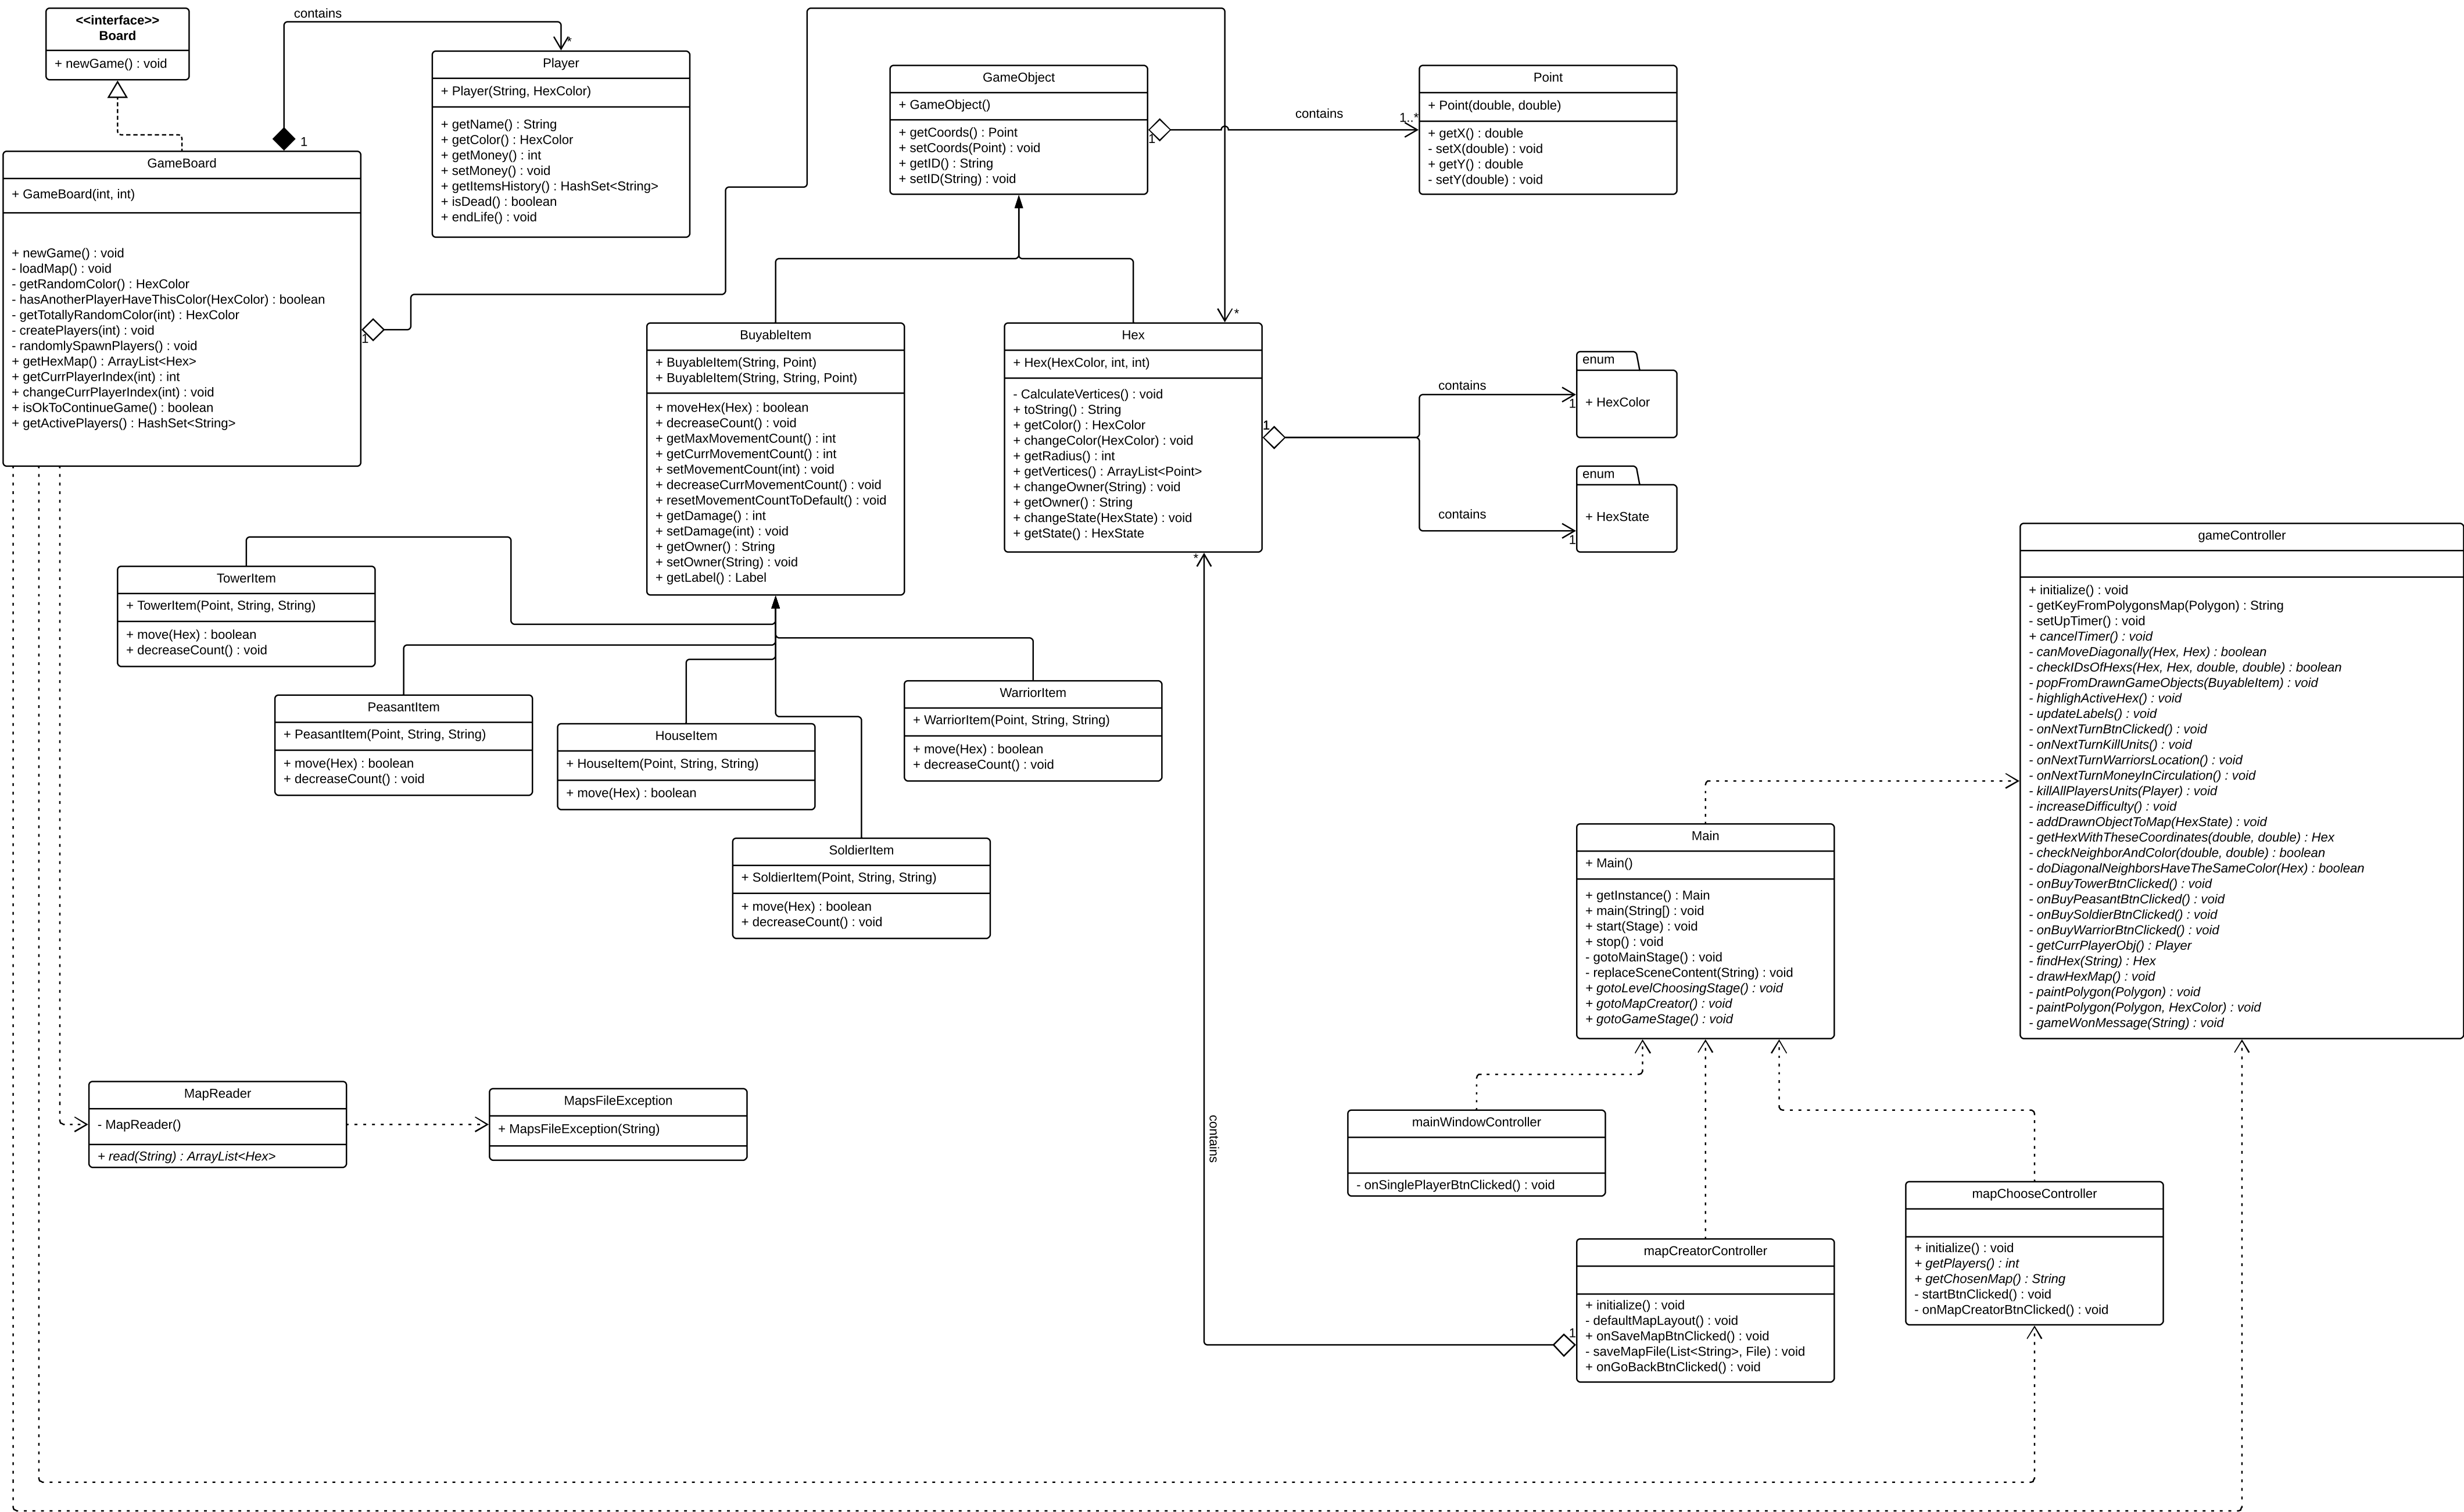 <<interface>>
Board
+ newGame() : void
contains
*
1
Player
+ Player(String, HexColor)
+ getName() : String
+ getColor() : HexColor
+ getMoney() : int
+ setMoney() : void
+ getItemsHistory() : HashSet<String>
+ isDead() : boolean
+ endLife() : void
GameObject
+ GameObject()
+ getCoords() : Point
+ setCoords(Point) : void
+ getID() : String
+ setID(String) : void
1
contains
1..*
Point
+ Point(double, double)
+ getX() : double
- setX(double) : void
+ getY() : double
- setY(double) : void
GameBoard
+ GameBoard(int, int)
+ newGame() : void
- loadMap() : void
- getRandomColor() : HexColor
- hasAnotherPlayerHaveThisColor(HexColor) : boolean
- getTotallyRandomColor(int) : HexColor
- createPlayers(int) : void
- randomlySpawnPlayers() : void
+ getHexMap() : ArrayList<Hex>
+ getCurrPlayerIndex(int) : int
+ changeCurrPlayerIndex(int) : void
+ isOkToContinueGame() : boolean
+ getActivePlayers() : HashSet<String>
1
*
BuyableItem
+ BuyableItem(String, Point)
+ BuyableItem(String, String, Point)
+ moveHex(Hex) : boolean
+ decreaseCount() : void
+ getMaxMovementCount() : int
+ getCurrMovementCount() : int
+ setMovementCount(int) : void
+ decreaseCurrMovementCount() : void
+ resetMovementCountToDefault() : void
+ getDamage() : int
+ setDamage(int) : void
+ getOwner() : String
+ setOwner(String) : void
+ getLabel() : Label
Hex
+ Hex(HexColor, int, int)
- CalculateVertices() : void
+ toString() : String
+ getColor() : HexColor
+ changeColor(HexColor) : void
+ getRadius() : int
+ getVertices() : ArrayList<Point>
+ changeOwner(String) : void
+ getOwner() : String
+ changeState(HexState) : void
+ getState() : HexState
1
contains
1
enum
+ HexColor
contains
1
enum
+ HexState
*
TowerItem
+ TowerItem(Point, String, String)
+ move(Hex) : boolean
+ decreaseCount() : void
PeasantItem
+ PeasantItem(Point, String, String)
+ move(Hex) : boolean
+ decreaseCount() : void
HouseItem
+ HouseItem(Point, String, String)
+ move(Hex) : boolean
WarriorItem
+ WarriorItem(Point, String, String)
+ move(Hex) : boolean
+ decreaseCount() : void
SoldierItem
+ SoldierItem(Point, String, String)
+ move(Hex) : boolean
+ decreaseCount() : void
gameController
+ initialize() : void
- getKeyFromPolygonsMap(Polygon) : String
- setUpTimer() : void
+ cancelTimer() : void
- canMoveDiagonally(Hex, Hex) : boolean
- checkIDsOfHexs(Hex, Hex, double, double) : boolean
- popFromDrawnGameObjects(BuyableItem) : void
- highlighActiveHex() : void
- updateLabels() : void
- onNextTurnBtnClicked() : void
- onNextTurnKillUnits() : void
- onNextTurnWarriorsLocation() : void
- onNextTurnMoneyInCirculation() : void
- killAllPlayersUnits(Player) : void
- increaseDifficulty() : void
- addDrawnObjectToMap(HexState) : void
- getHexWithTheseCoordinates(double, double) : Hex
- checkNeighborAndColor(double, double) : boolean
- doDiagonalNeighborsHaveTheSameColor(Hex) : boolean
- onBuyTowerBtnClicked() : void
- onBuyPeasantBtnClicked() : void
- onBuySoldierBtnClicked() : void
- onBuyWarriorBtnClicked() : void
- getCurrPlayerObj() : Player
- findHex(String) : Hex
- drawHexMap() : void
- paintPolygon(Polygon) : void
- paintPolygon(Polygon, HexColor) : void
- gameWonMessage(String) : void
Main
+ Main()
+ getInstance() : Main
+ main(String[) : void
+ start(Stage) : void
+ stop() : void
- gotoMainStage() : void
- replaceSceneContent(String) : void
+ gotoLevelChoosingStage() : void
+ gotoMapCreator() : void
+ gotoGameStage() : void
MapReader
- MapReader()
+ read(String) : ArrayList<Hex>
MapsFileException
+ MapsFileException(String)
contains
mainWindowController
- onSinglePlayerBtnClicked() : void
mapChooseController
+ initialize() : void
+ getPlayers() : int
+ getChosenMap() : String
- startBtnClicked() : void
- onMapCreatorBtnClicked() : void
mapCreatorController
+ initialize() : void
- defaultMapLayout() : void
+ onSaveMapBtnClicked() : void
- saveMapFile(List<String>, File) : void
+ onGoBackBtnClicked() : void
1